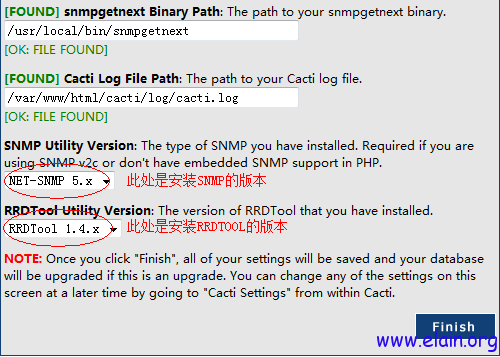 [FOUND] snmpgetnext Binary Path: The path to your snmpgetnext binary.
/usr/local/bin/snmpgetnext
[OK: FILE FOUND]
[FOUND] Cacti Log File Path: The path to your Cacti log file.
/var/www/html/cacti/log/cacti.log
[OK: FILE FOUND]
SNMP Utility Version: The type of SNMP you have installed. Required if you are
using SNMP v2c or don't have embedded SNMP support in PHP.
NET-SNMP 5.x 此处是安装SNMP的版本
RRDTool Utility Version: The version of RRDTool that you have installed.
RRDTool 1.4.x 此处是安装RRDTOOL的版本
NOTE: Once you click "Finish", all of your settings will be saved and your database
will be upgraded if this is an upgrade. You can change any of the settings on this
screen at a later time by going to "Cacti Settings" from within Cacti.
Finish
www.elain.org